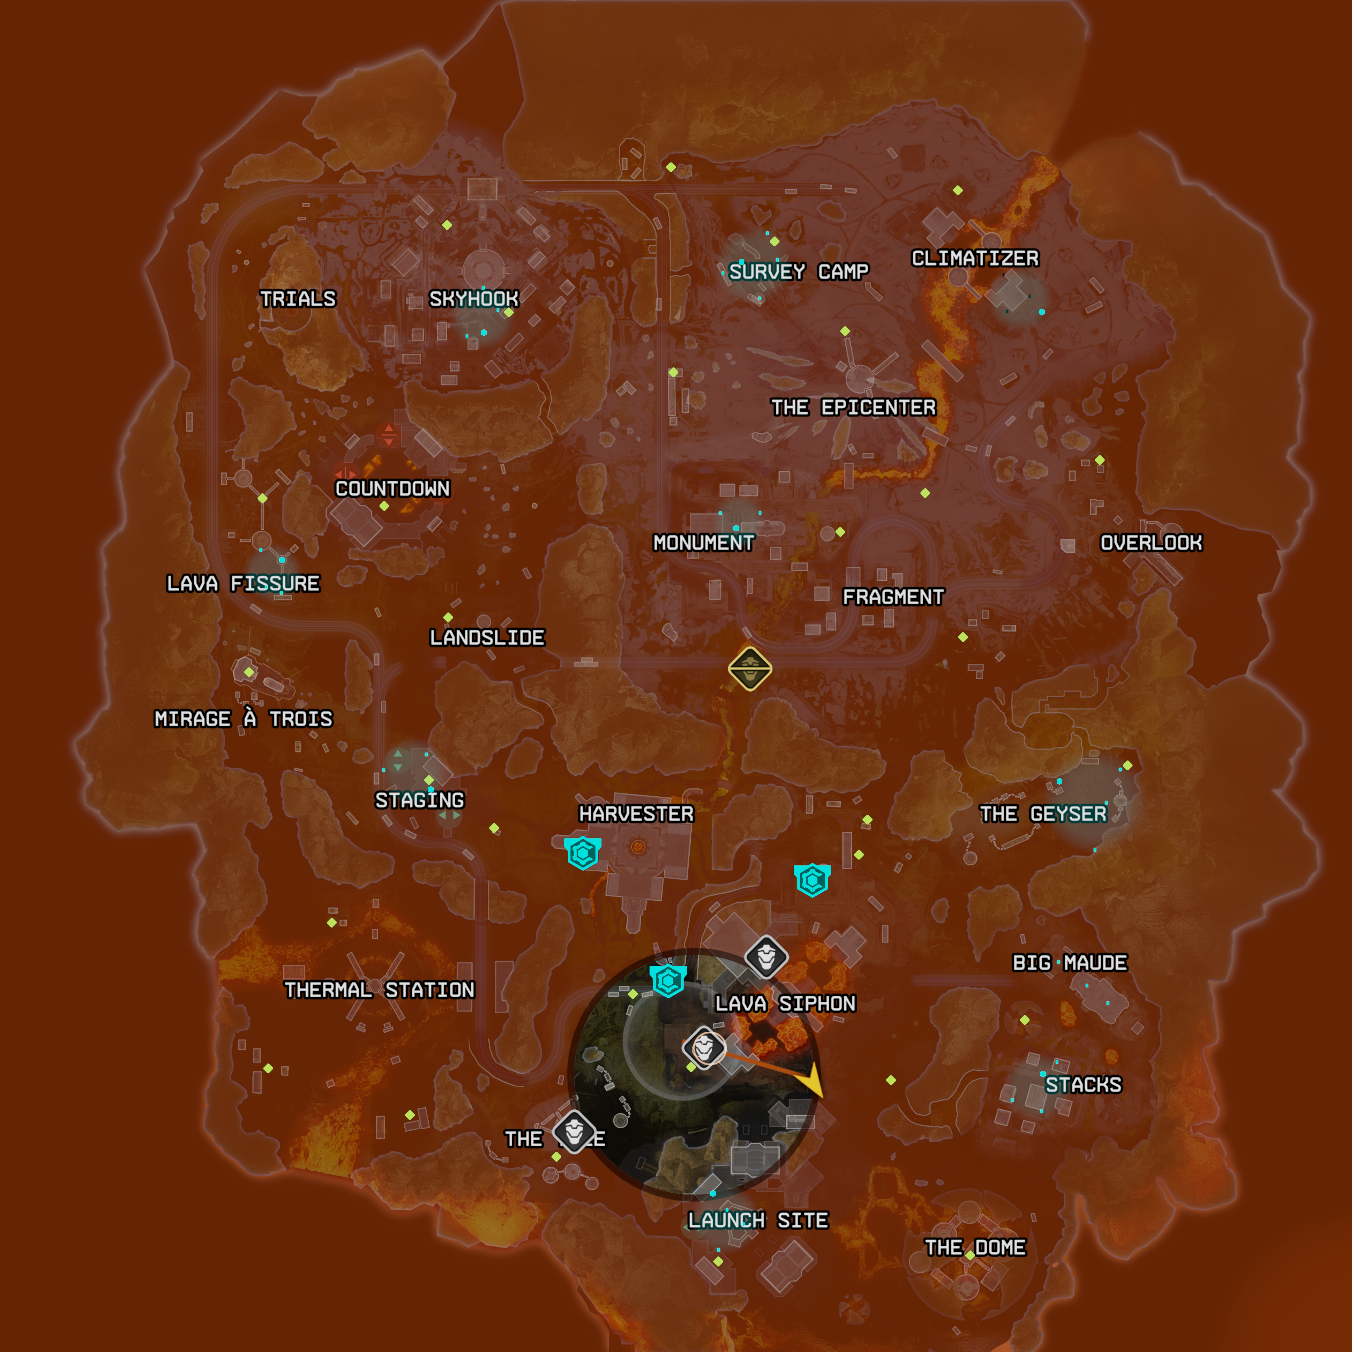 CLIMATIZER
SURVEY CAMP
TRIALS
SKYHOOK
THE EPICENTER
COUNTDOWN
MONUMENT
OVERLOOK
LAVA FISSURE
FRAGMENT
LANDSLIDE
MIRAGE À TROIS
STAGING
HARVESTER
THE GEYSER
BIG MAUDE
THERMAL STATION
LAVA SIPHON
STACKS
THE
LAUNCH SITE
THE DOME